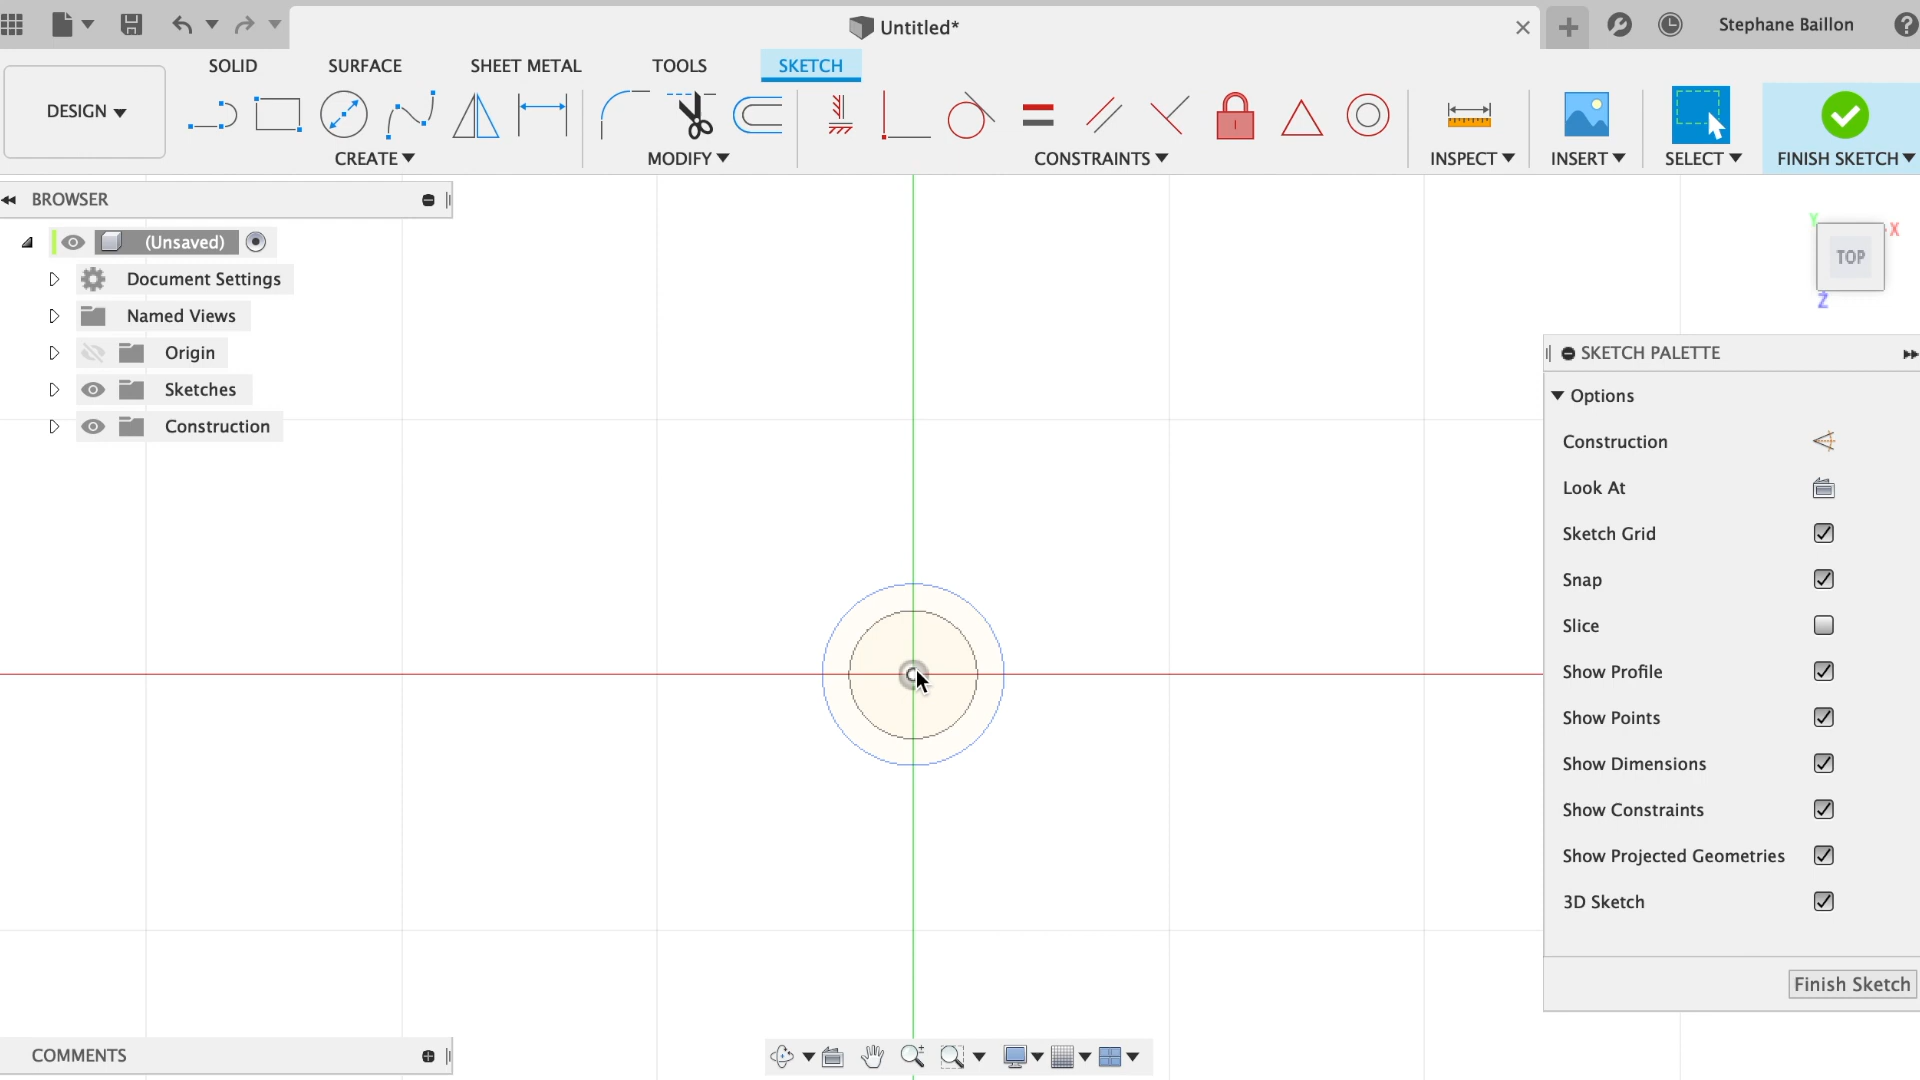 Untitled*
Stephane Baillon
SOLID
SURFACE
SHEET METAL
TOOLS
SKETCH
DESIGN
CREATE
MODIFY
CONSTRAINTS
INSPECT
INSERT
SELECT
FINISH SKETCH
BROWSER
(Unsaved)
Document Settings
Named Views
Origin
Sketches
Construction
Y
X
TOP
Z
SKETCH PALETTE
Options
Construction
Look At
Sketch Grid
Snap
Slice
Show Profile
Show Points
Show Dimensions
Show Constraints
Show Projected Geometries
3D Sketch
Finish Sketch
COMMENTS